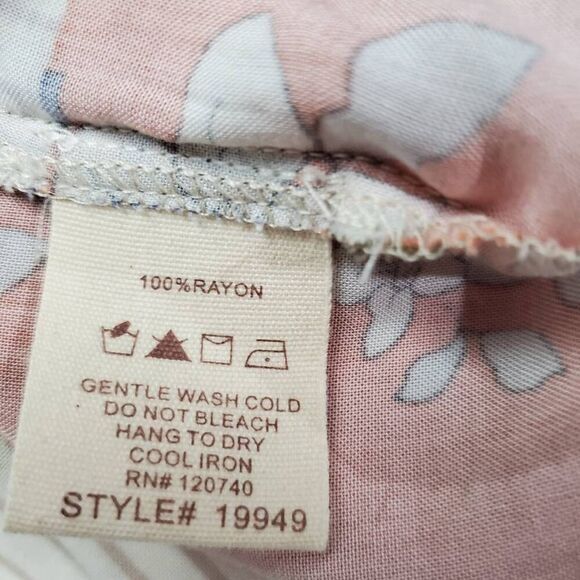 100%RAYON
GENTLE WASH COLD
DO NOT BLEACH
HANG TO DRY
COOL IRON
RN# 120740
STYLE# 19949